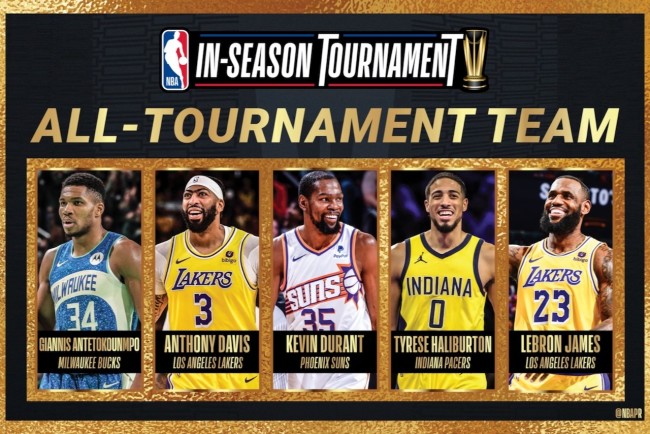 NBA
IN-SEASON TOURNAMENT
ALL-TOURNAMENT TEAM
MILWAUKEE
34
GIANNIS ANTETOKOUNMPO
MILWAUKEE BUCKS
LAKERS
3
ANTHONY DAVIS
LOS ANGELES LAKERS
PayPal
SUNS
35
KEVIN DURANT
PHOENIX SUNS
INDIANA
0
TYRESE HALIBURTON
INDIANA PACERS
LAKERS
23
LEBRON JAMES
LOS ANGELES LAKERS
@NBAPR